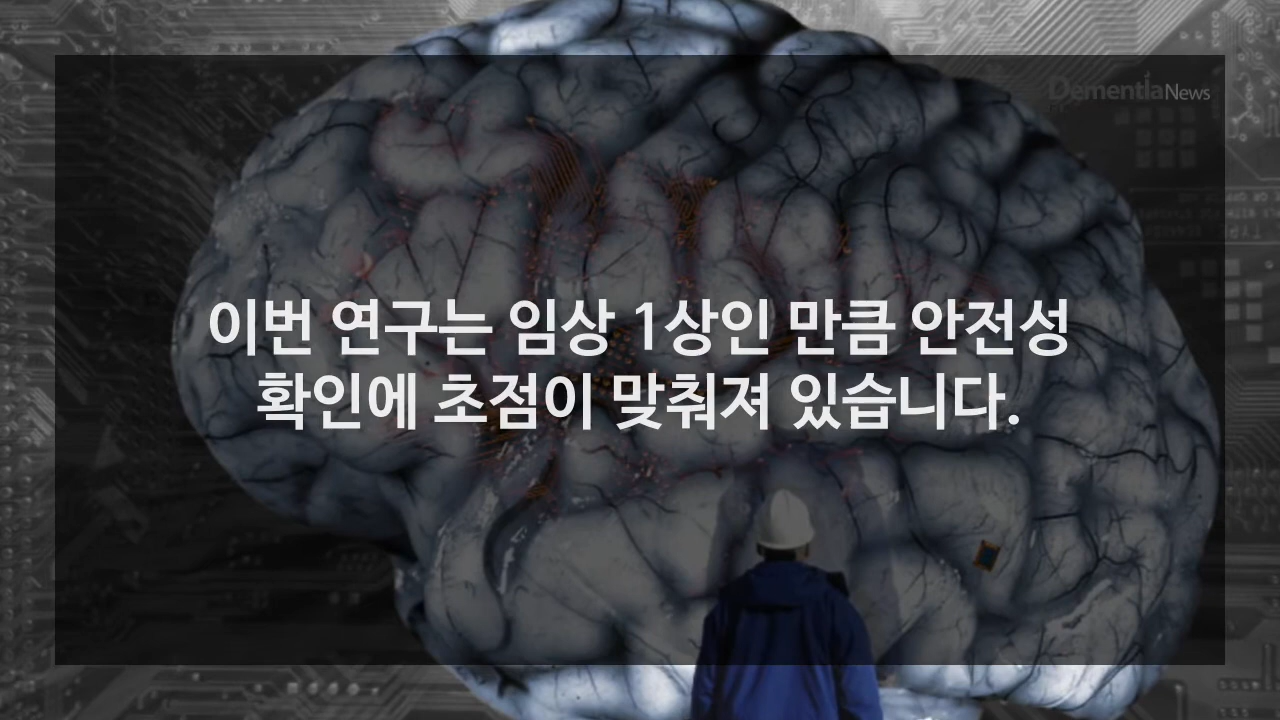 DementiaNews
이번 연구는 임상 1상인 만큼 안전성
확인에 초점이 맞춰져 있습니다.